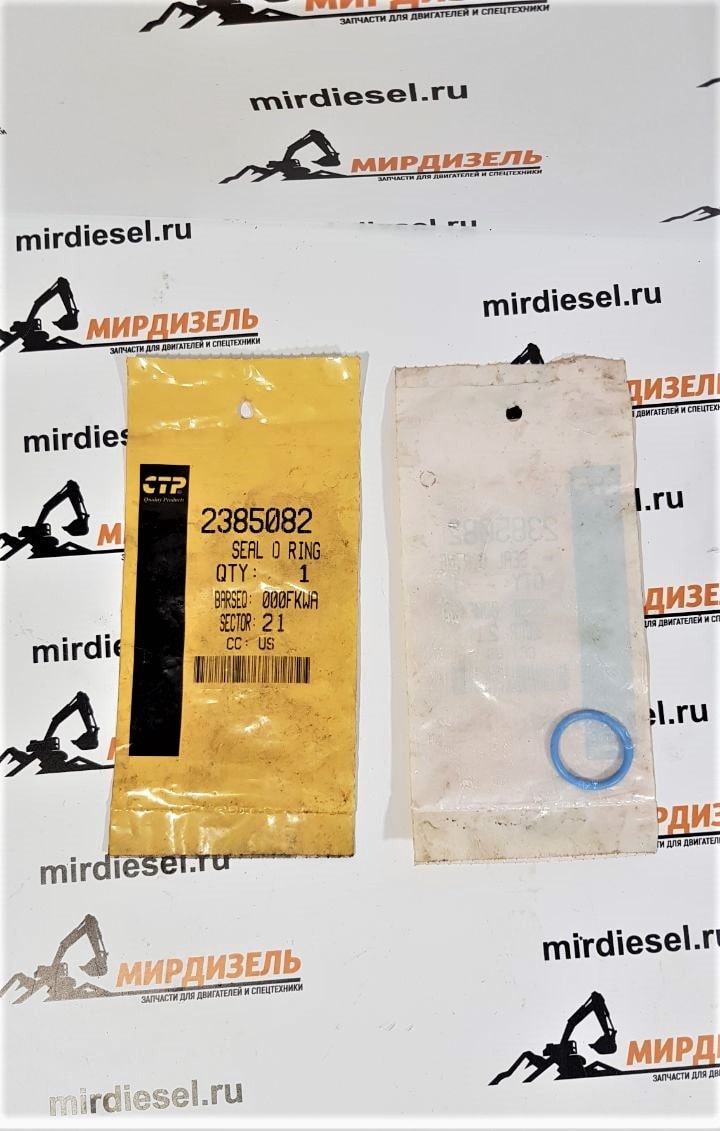 МИРДИЗЕЛЬ
ЗАПЧАСТИ ДЛЯ ДВИГАТЕЛЕЙ И СПЕЦТЕХНИКИ
mirdiesel.ru
МИРДИЗЕЛЬ
ЗАПЧАСТИ ДЛЯ ДВИГАТЕЛЕЙ И СПЕЦТЕХНИКИ
mirdiesel.ru
mirdiesel.ru
МИРДИЗЕЛЬ
ЗАПЧАСТИ ДЛЯ ДВИГАТЕЛЕЙ И СПЕЦТЕХНИКИ
CTP
Quality Products
2385082
SEAL O RING
QTY: 1
BARSEQ: 000FKWA
SECTOR: 21
CC: US
mirdiesel.ru
mirdiesel.ru
МИРДИЗЕЛЬ
ЗАПЧАСТИ ДЛЯ ДВИГАТЕЛЕЙ И СПЕЦТЕХНИКИ
mirdiesel.ru